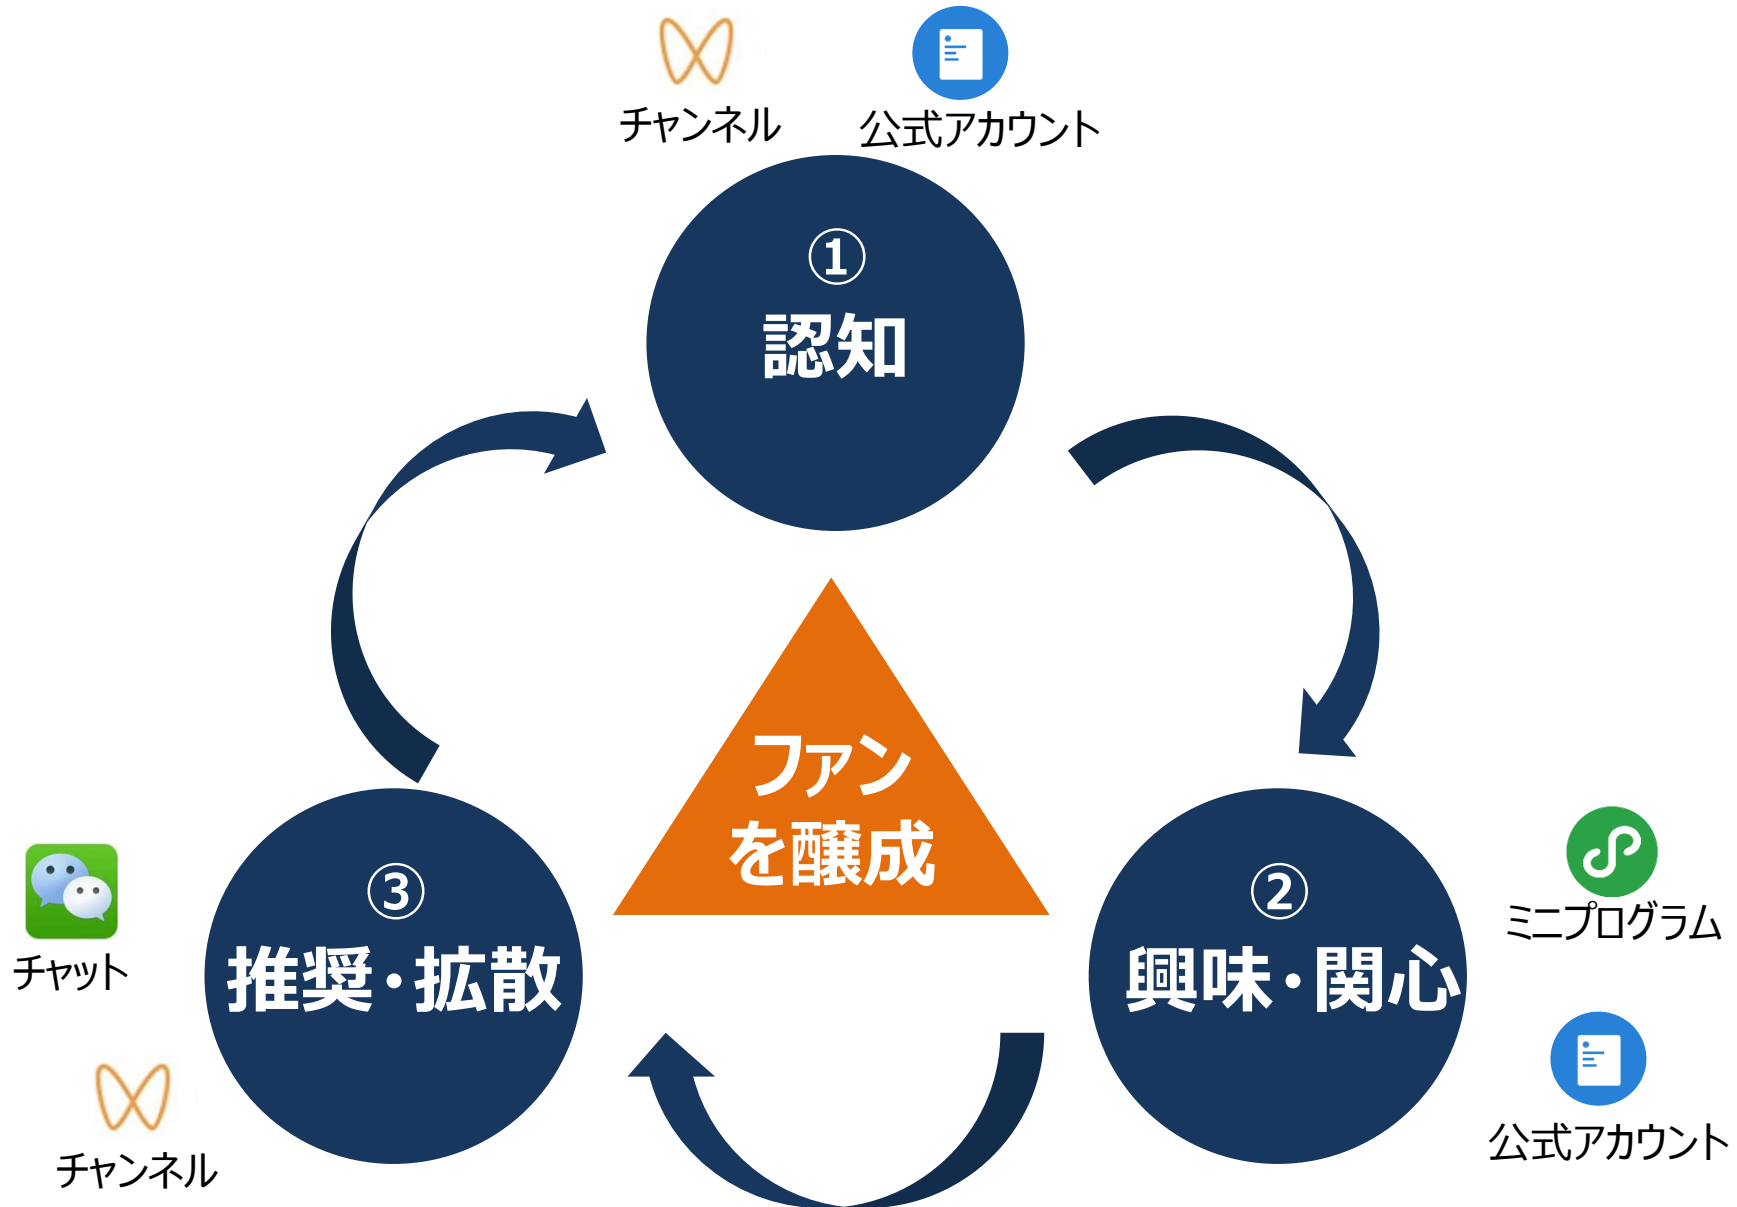 チャンネル
公式アカウント
①
認知
ファン
を醸成
②
興味・関心
ミニプログラム
公式アカウント
③
推奨・拡散
チャット
チャンネル